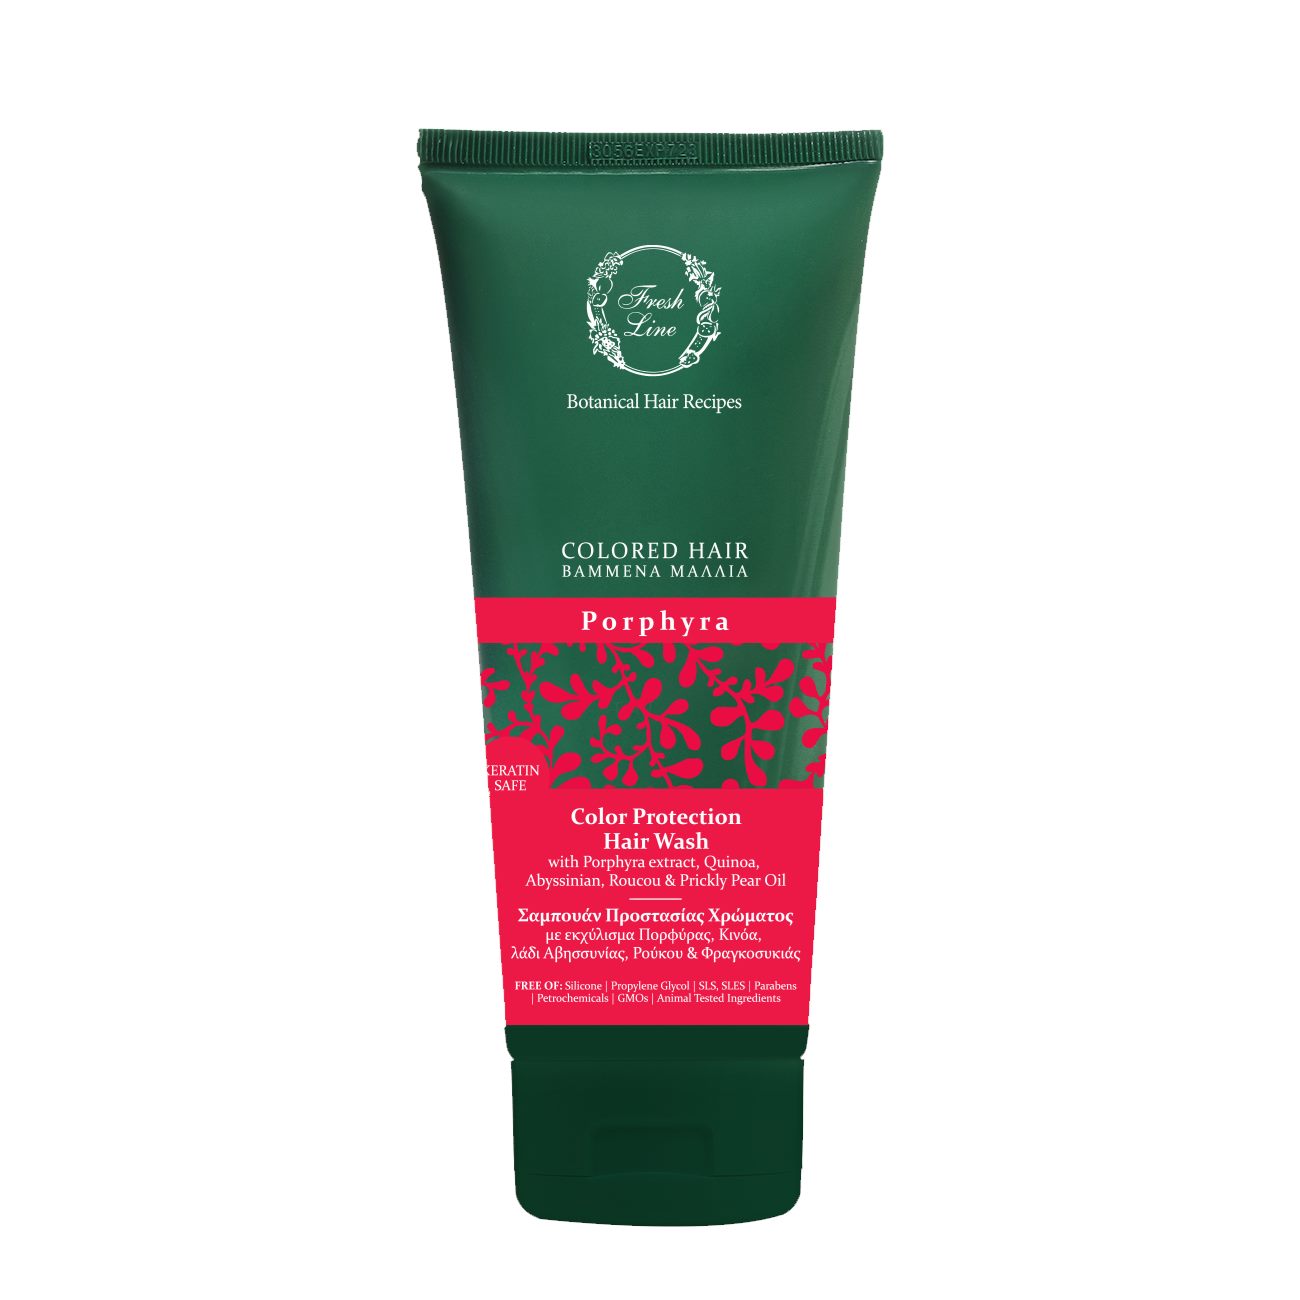 3056EXP723
Fresh
Line
Botanical Hair Recipes
COLORED HAIR
ΒΑΜΜΕΝΑ ΜΑΛΛΙΑ
Porphyra
KERATIN
SAFE
Color Protection
Hair Wash
with Porphyra extract, Quinoa,
Abyssinian, Roucou & Prickly Pear Oil
Σαμπουάν Προστασίας Χρώματος
με εκχύλισμα Πορφύρας, Κινόα,
λάδι Αβησσυνίας, Ρούκου & Φραγκοσυκιάς
FREE OF: Silicone | Propylene Glycol | SLS, SLES | Parabens
| Petrochemicals | GMOs | Animal Tested Ingredients